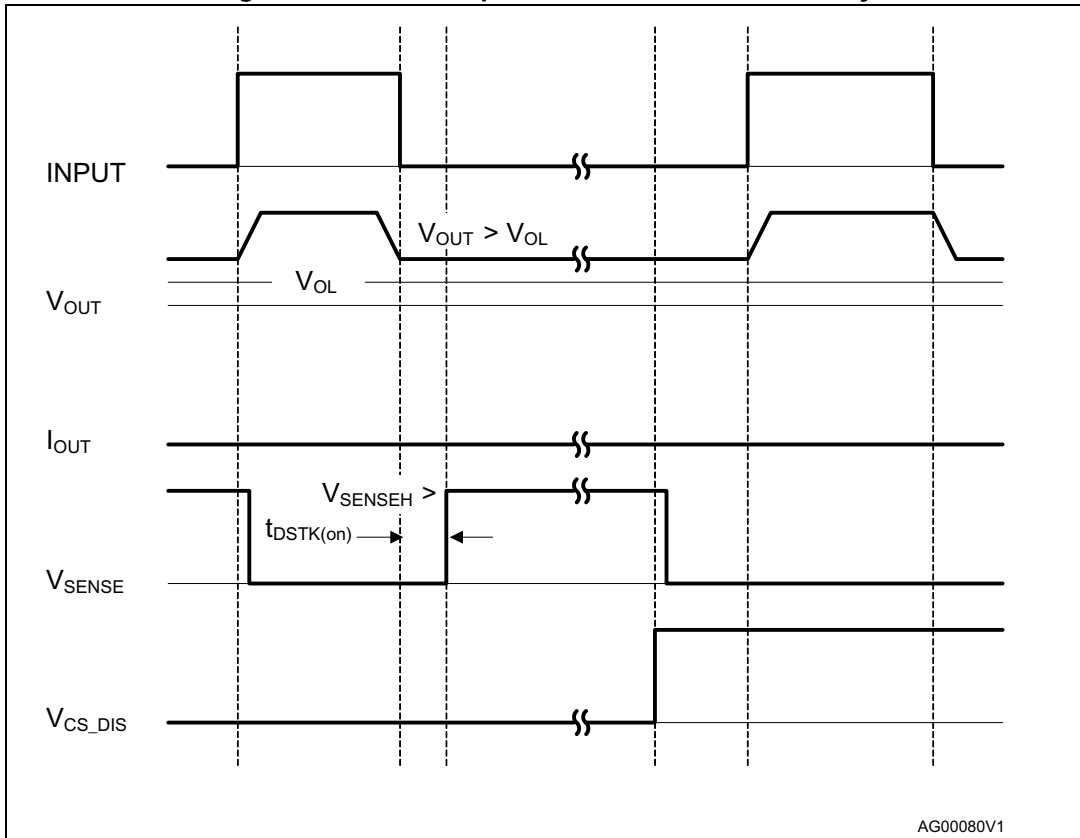 INPUT
V_OUT > V_OL
V_OL
V_OUT
I_OUT
V_SENSEH >
t_DSTK(on)
V_SENSE
V_CS_DIS
AG00080V1